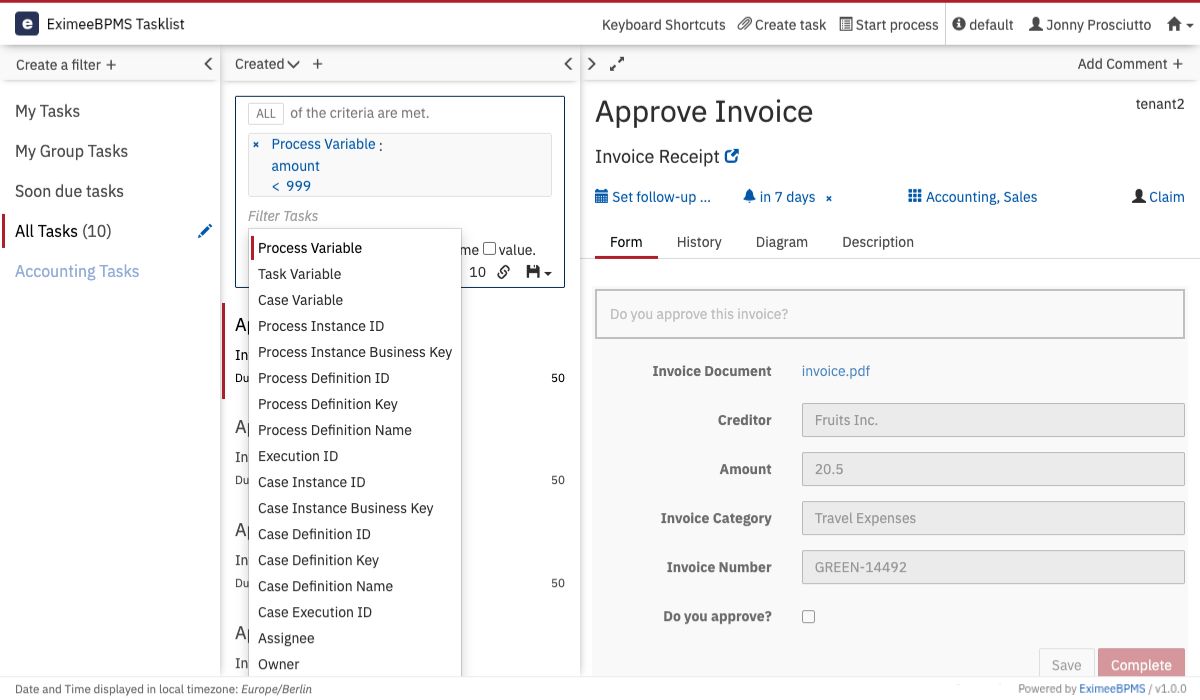 e EximeeBPMS Tasklist
Keyboard Shortcuts Create task Start process default Jonny Prosciutto
Create a filter +
My Tasks
My Group Tasks
Soon due tasks
All Tasks (10)
Accounting Tasks
Created +
ALL of the criteria are met.
× Process Variable :
amount
< 999
Filter Tasks
me value.
10
Process Variable
Task Variable
Case Variable
Process Instance ID
Process Instance Business Key
Process Definition ID
Process Definition Key
Process Definition Name
Execution ID
Case Instance ID
Case Instance Business Key
Case Definition ID
Case Definition Key
Case Definition Name
Case Execution ID
Assignee
Owner
In
Du 50
In
Du 50
In
Du 50
In
Add Comment +
Approve Invoice
tenant2
Invoice Receipt
Set follow-up ... in 7 days × Accounting, Sales Claim
Form History Diagram Description
Do you approve this invoice?
Invoice Document invoice.pdf
Creditor Fruits Inc.
Amount 20.5
Invoice Category Travel Expenses
Invoice Number GREEN-14492
Do you approve?
Save Complete
Date and Time displayed in local timezone: Europe/Berlin
Powered by EximeeBPMS / v1.0.0